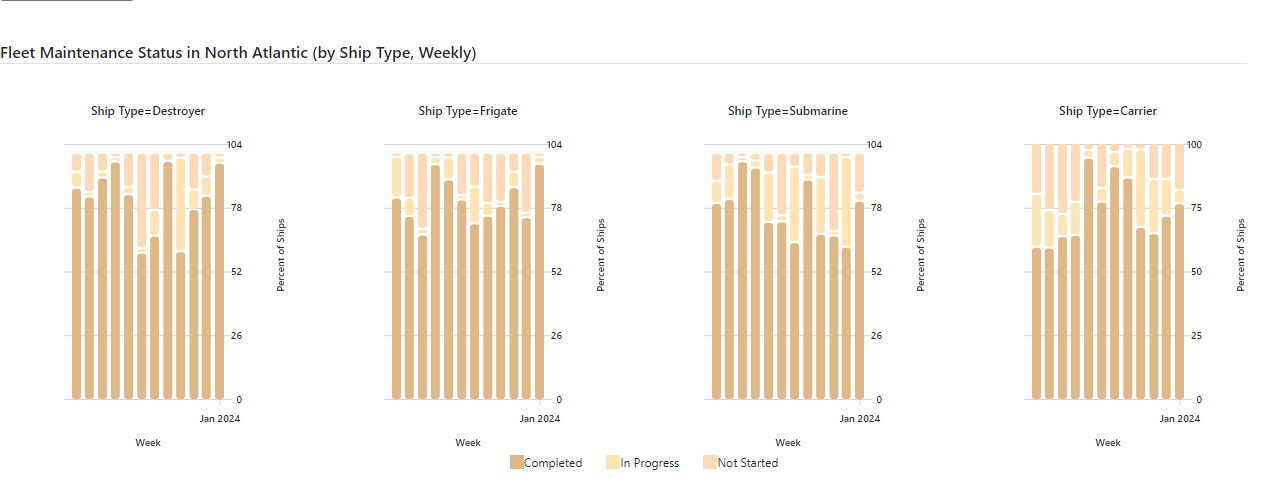 Fleet Maintenance Status in North Atlantic (by Ship Type, Weekly)
Ship Type=Destroyer
104
78
52
26
0
Percent of Ships
Jan 2024
Week
Ship Type=Frigate
104
78
52
26
0
Percent of Ships
Jan 2024
Week
Ship Type=Submarine
104
78
52
26
0
Percent of Ships
Jan 2024
Week
Ship Type=Carrier
100
75
50
25
0
Percent of Ships
Jan 2024
Week
Completed
In Progress
Not Started